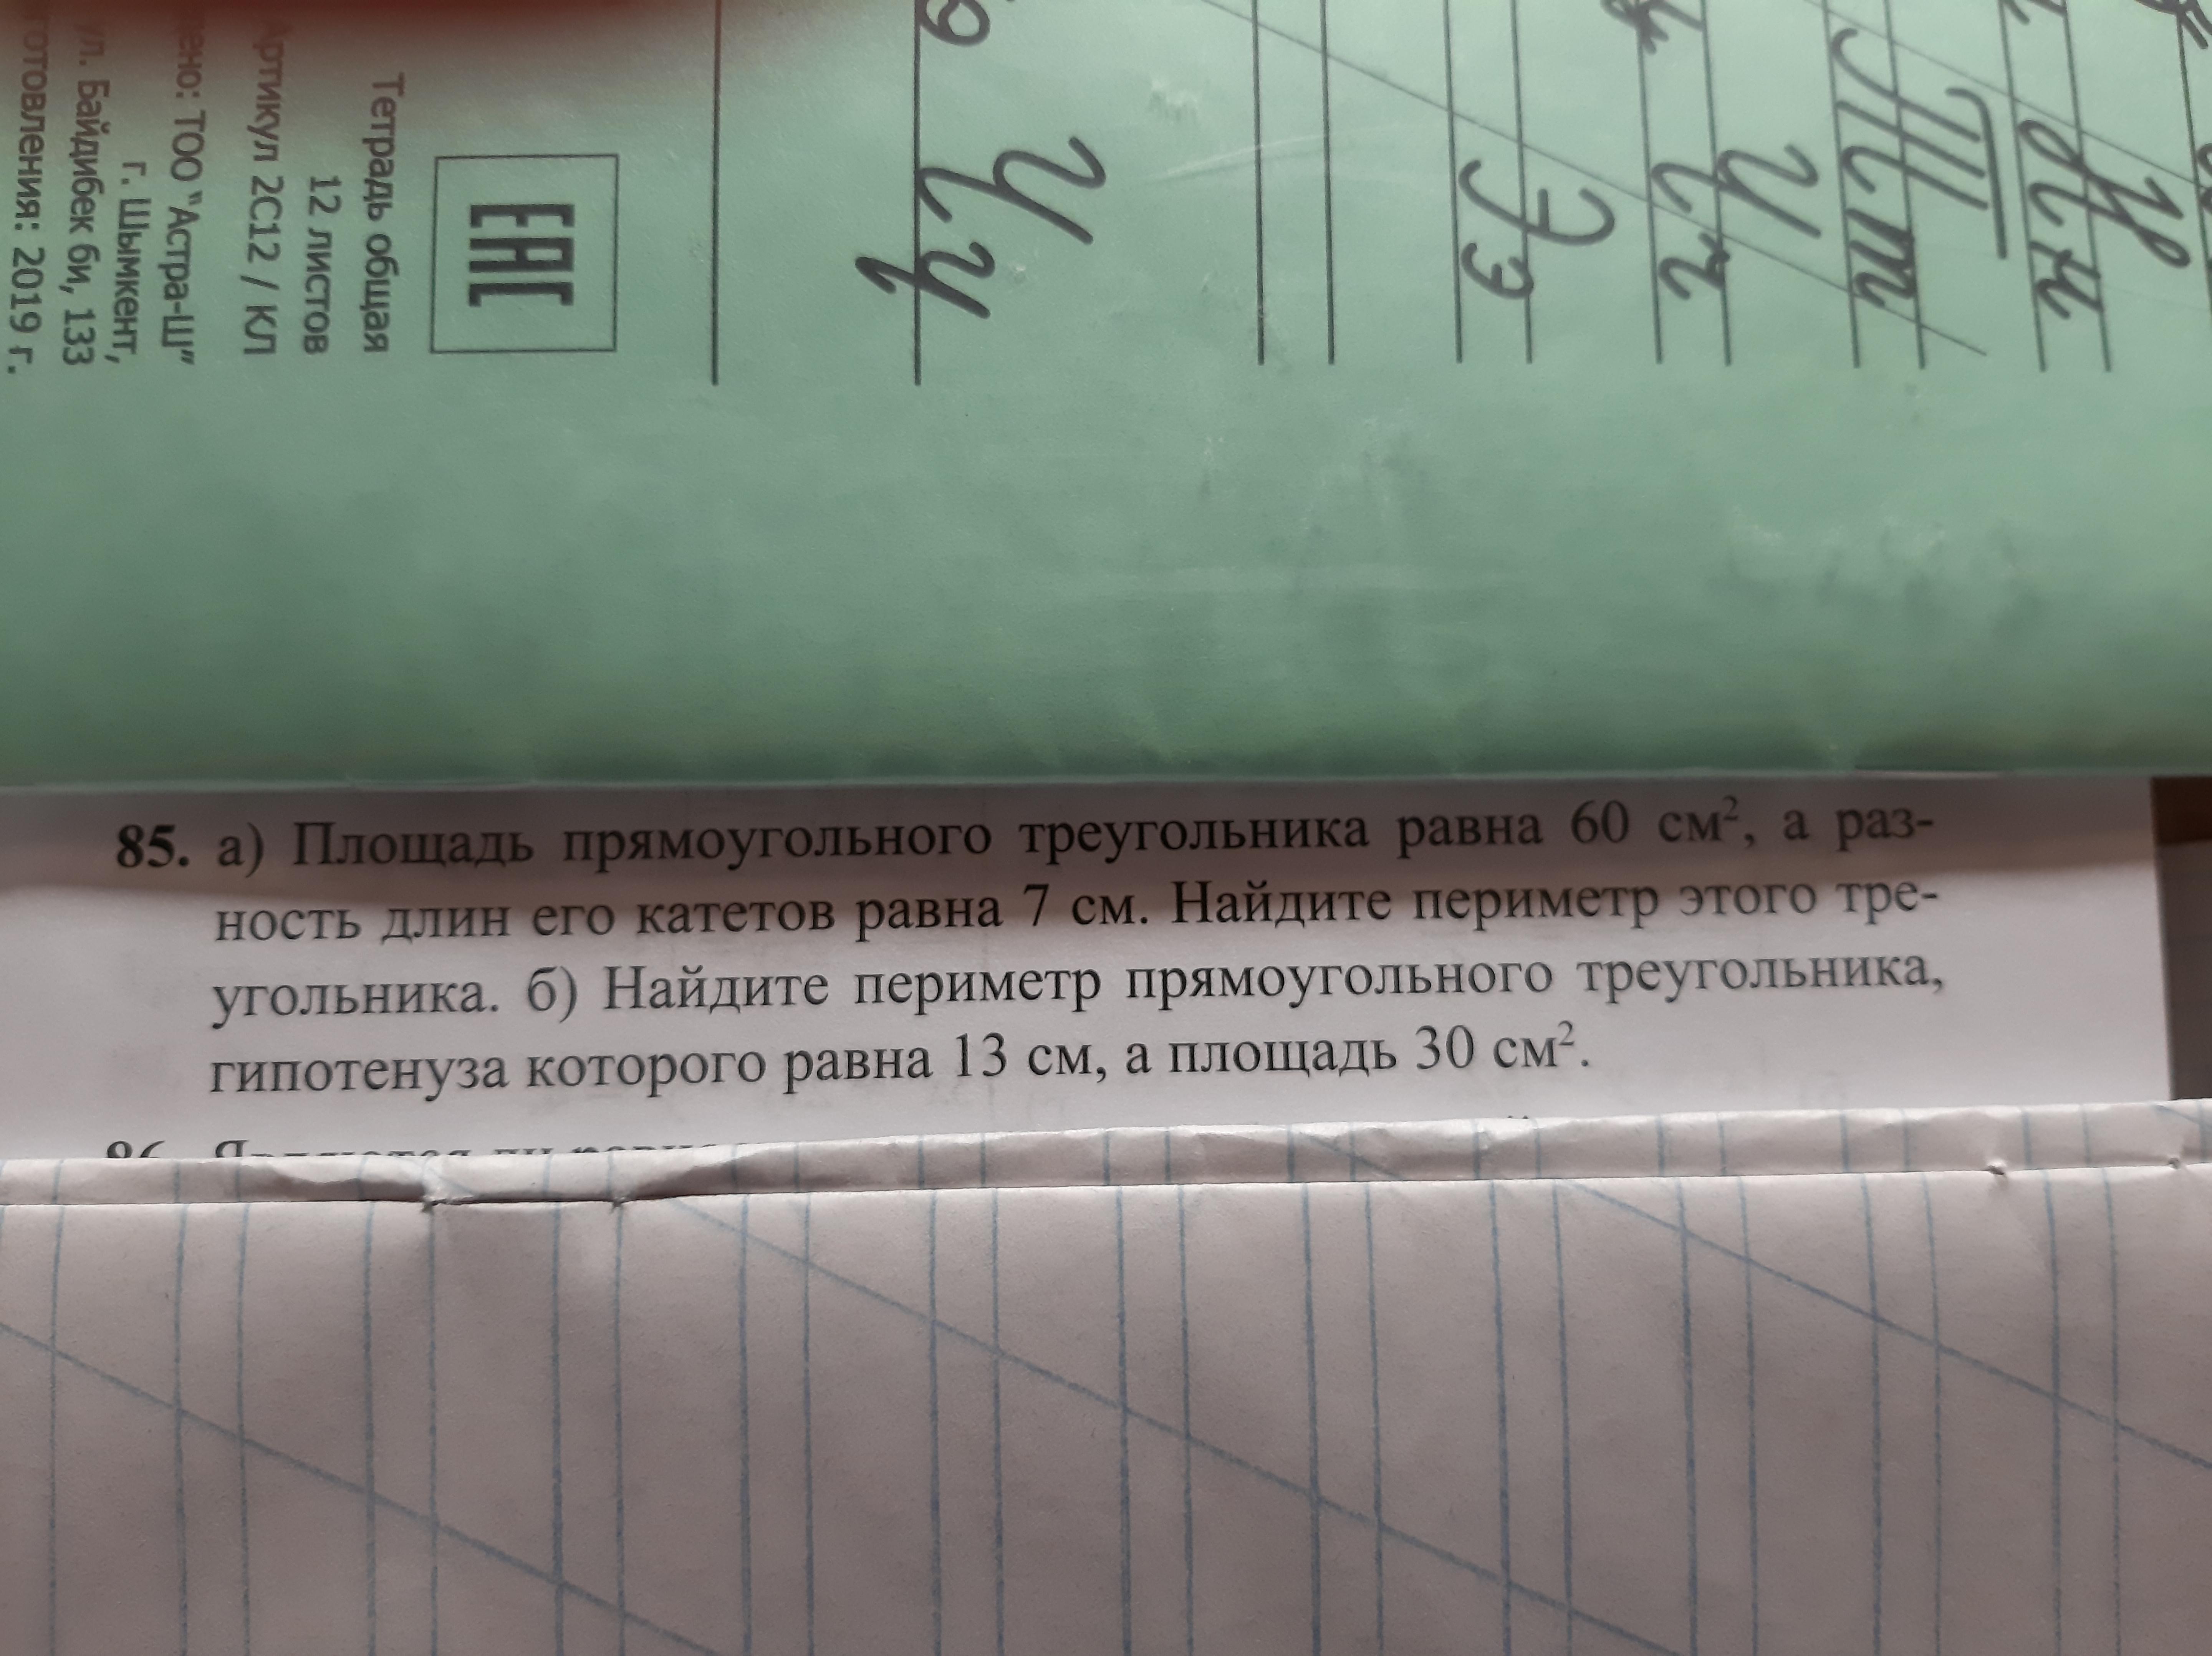 Тетрадь общая
12 листов
Артикул 2С12 / КЛ
ТОО "Астра-Ш"
г. Шымкент,
ул. Байдибек би, 133
2019 г.
ЕАС
Ц ц
Э э
Ч ч
Т т
85. а) Площадь прямоугольного треугольника равна 60 см², а раз-
ность длин его катетов равна 7 см. Найдите периметр этого тре-
угольника. б) Найдите периметр прямоугольного треугольника,
гипотенуза которого равна 13 см, а площадь 30 см².